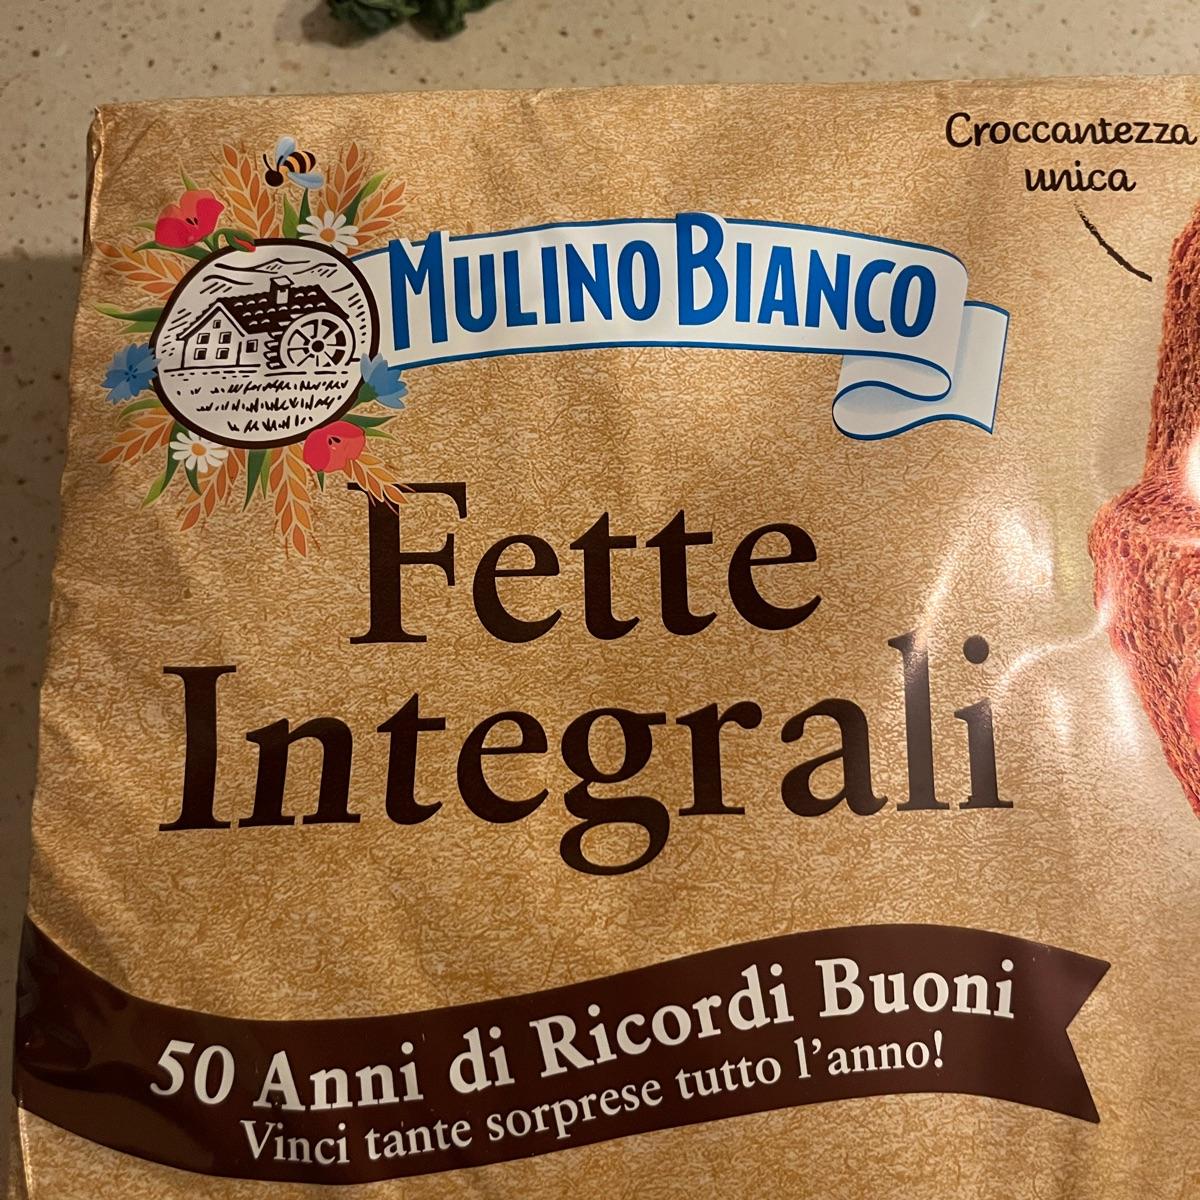 Croccantezza
unica
MULINO BIANCO
Fette
Integrali
50 Anni di Ricordi Buoni
Vinci tante sorprese tutto l'anno!